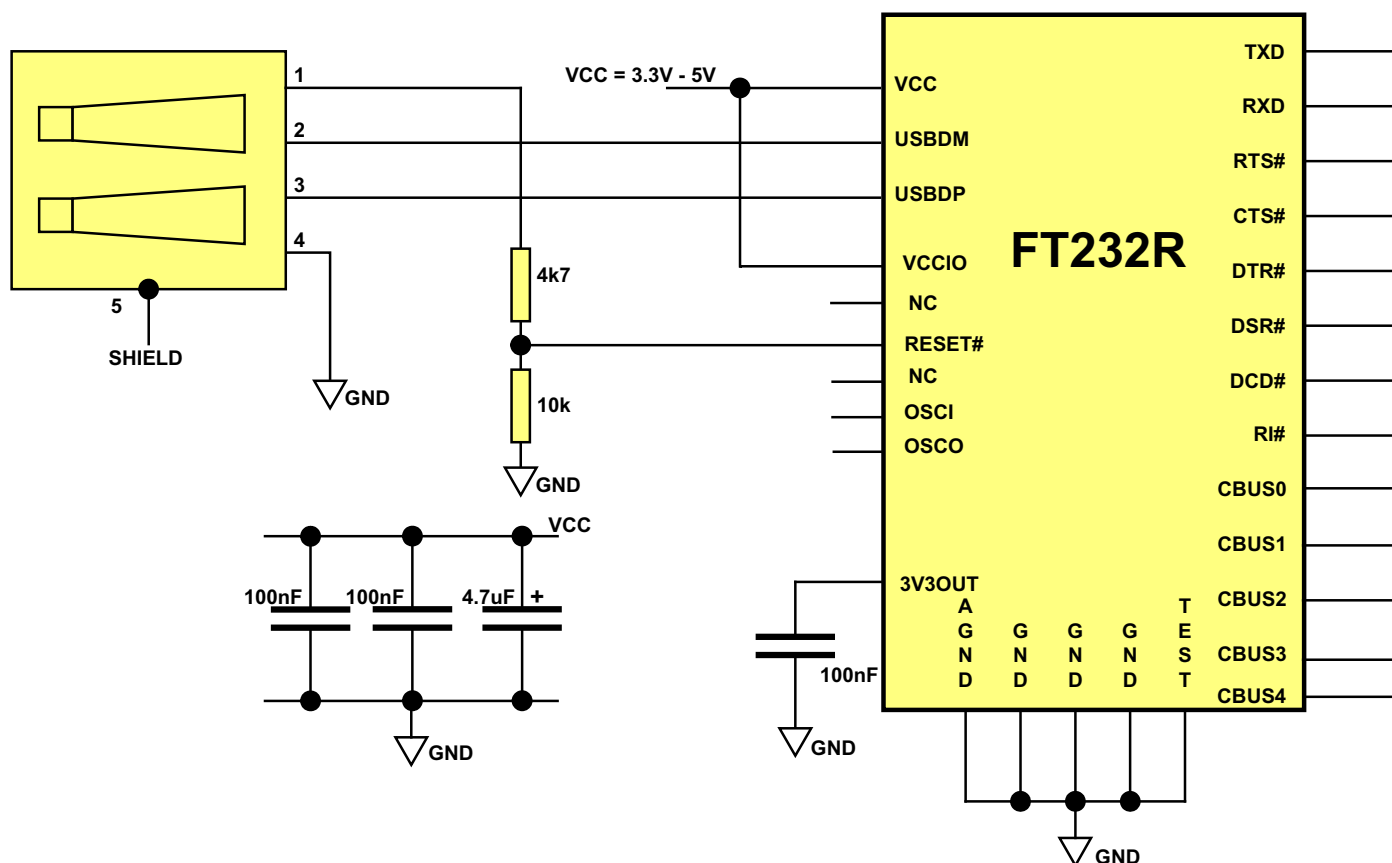 1
2
3
4
5
SHIELD
GND
4k7
10k
GND
VCC = 3.3V - 5V
VCC
USBDM
USBDP
VCCIO
NC
RESET#
NC
OSCI
OSCO
3V3OUT
FT232R
TXD
RXD
RTS#
CTS#
DTR#
DSR#
DCD#
RI#
CBUS0
CBUS1
CBUS2
CBUS3
CBUS4
AGND
GND
GND
GND
TEST
VCC
100nF
100nF
4.7uF +
GND
100nF
GND
GND